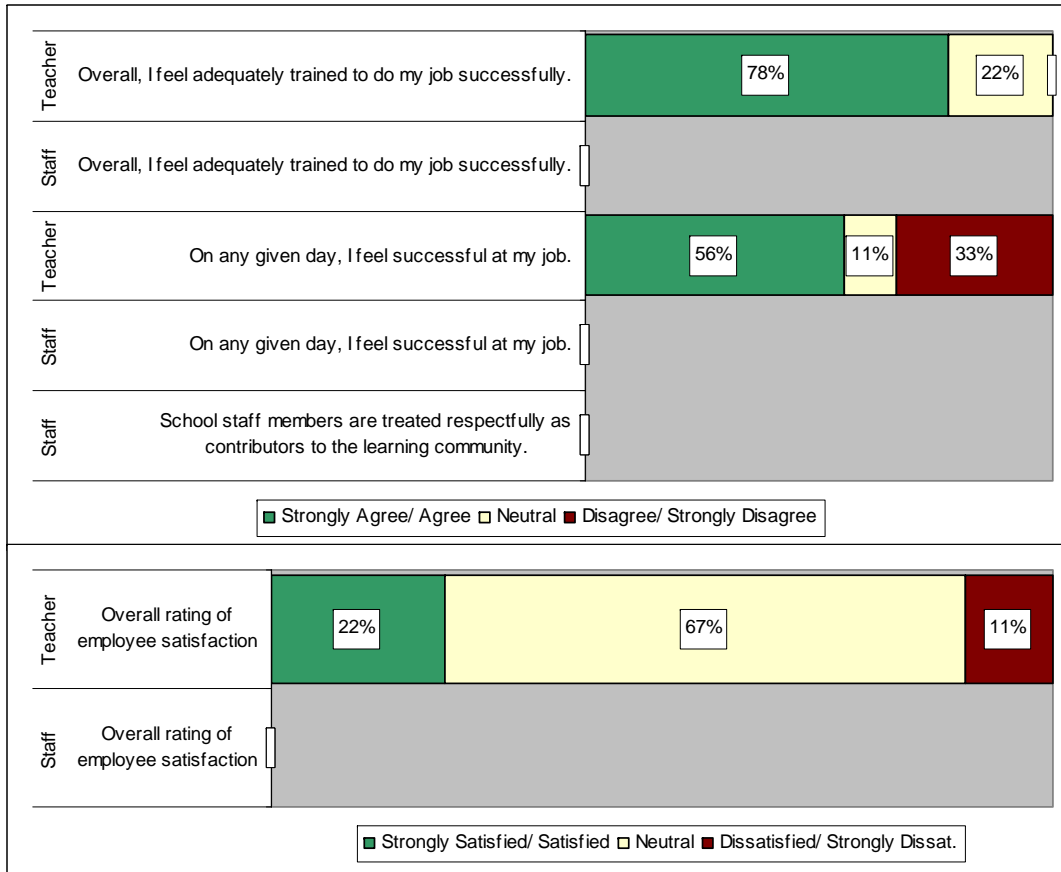 Teacher
Overall, I feel adequately trained to do my job successfully.
78%
22%
Staff
Overall, I feel adequately trained to do my job successfully.
Teacher
On any given day, I feel successful at my job.
56%
11%
33%
Staff
On any given day, I feel successful at my job.
Staff
School staff members are treated respectfully as
contributors to the learning community.
Strongly Agree/ Agree
Neutral
Disagree/ Strongly Disagree
Teacher
Overall rating of
employee satisfaction
22%
67%
11%
Staff
Overall rating of
employee satisfaction
Strongly Satisfied/ Satisfied
Neutral
Dissatisfied/ Strongly Dissat.